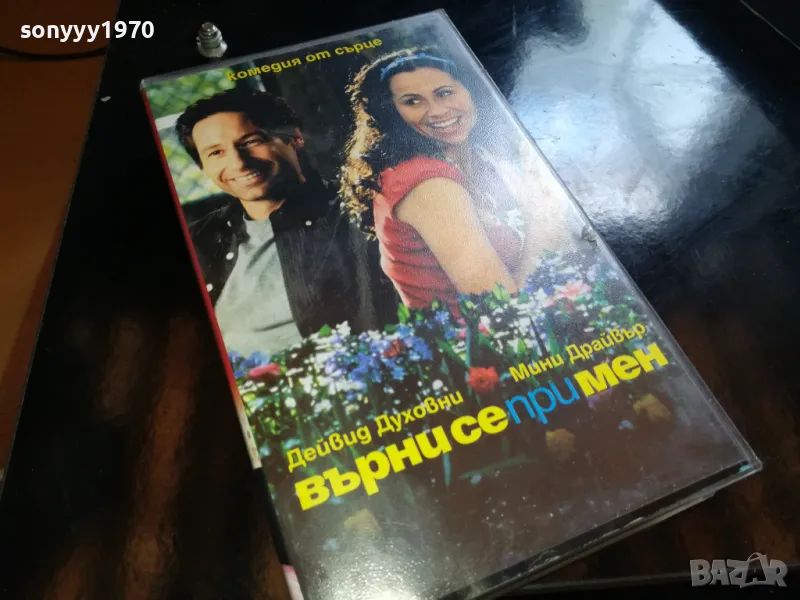 sonyyy1970
комедия от сърце
Дейвид Духовни Мини Драйвър
върни се при мен
BAZAR